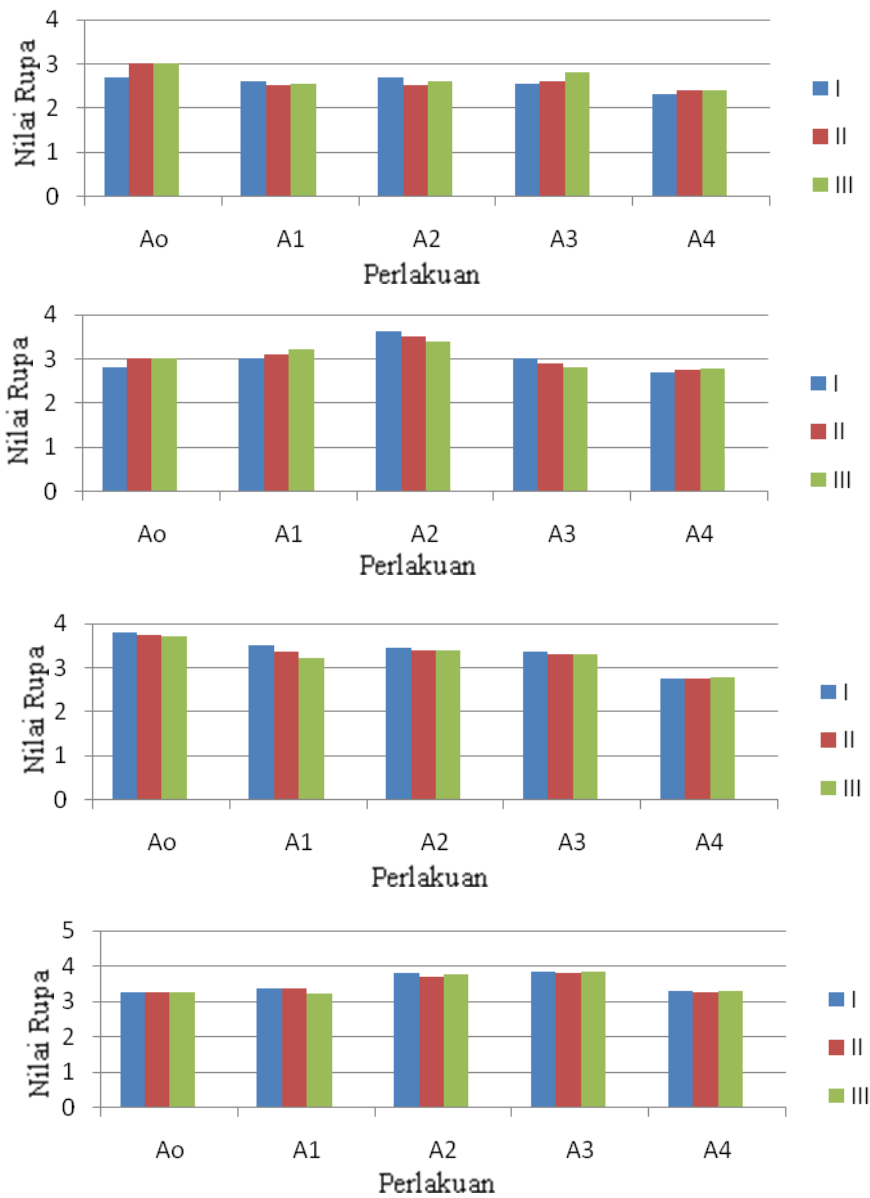 4
3
2
1
0
Nilai Rupa
Ao A1 A2 A3 A4
Perlakuan
I
II
III
4
3
2
1
0
Nilai Rupa
Ao A1 A2 A3 A4
Perlakuan
I
II
III
4
3
2
1
0
Nilai Rupa
Ao A1 A2 A3 A4
Perlakuan
I
II
III
5
4
3
2
1
0
Nilai Rupa
Ao A1 A2 A3 A4
Perlakuan
I
II
III